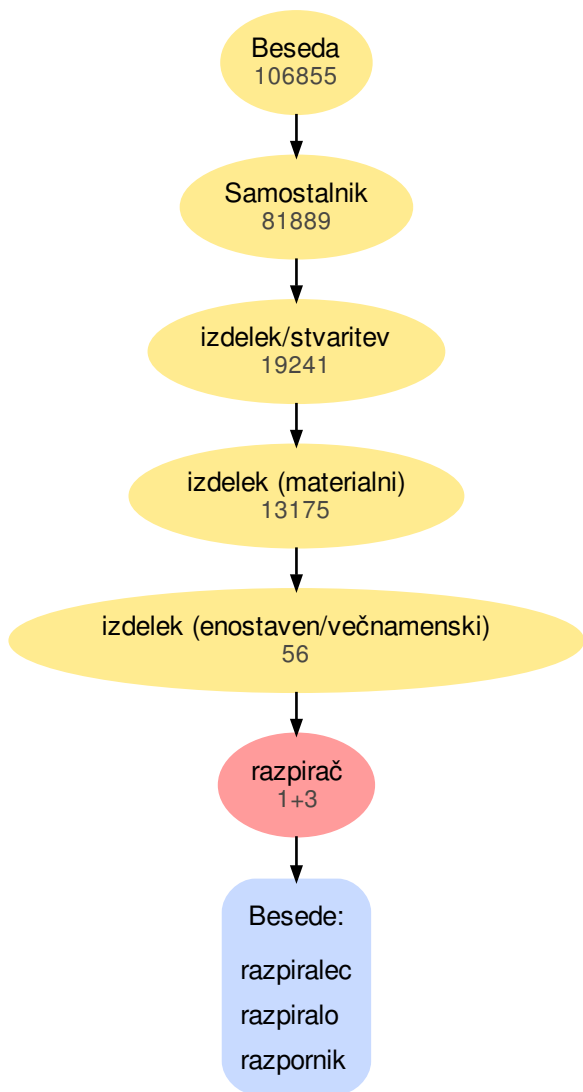 Beseda
106855
Samostalnik
81889
izdelek/stvaritev
19241
izdelek (materialni)
13175
izdelek (enostaven/večnamenski)
56
razpirač
1+3
Besede:
razpiralec
razpiralo
razpornik